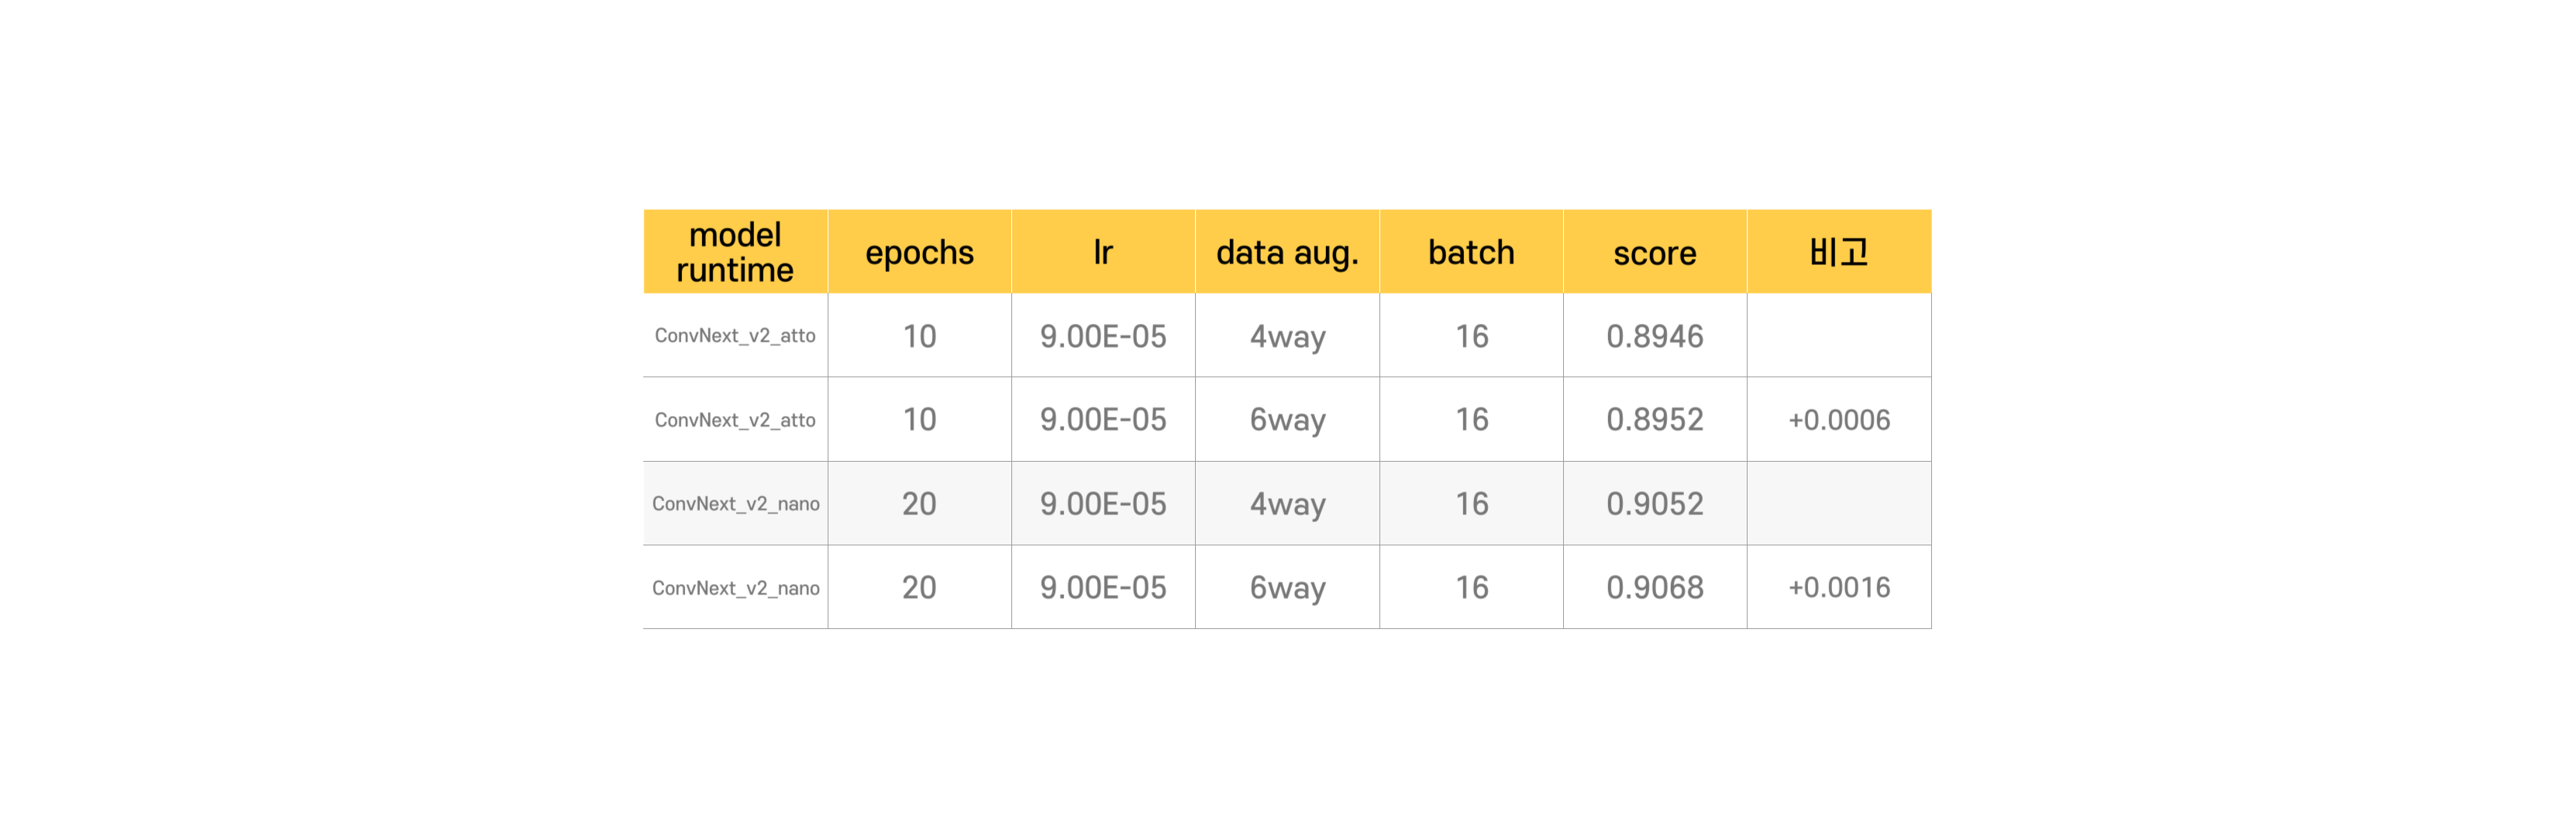 model runtime epochs lr data aug. batch score 비고
ConvNext_v2_atto 10 9.00E-05 4way 16 0.8946
ConvNext_v2_atto 10 9.00E-05 6way 16 0.8952 +0.0006
ConvNext_v2_nano 20 9.00E-05 4way 16 0.9052
ConvNext_v2_nano 20 9.00E-05 6way 16 0.9068 +0.0016